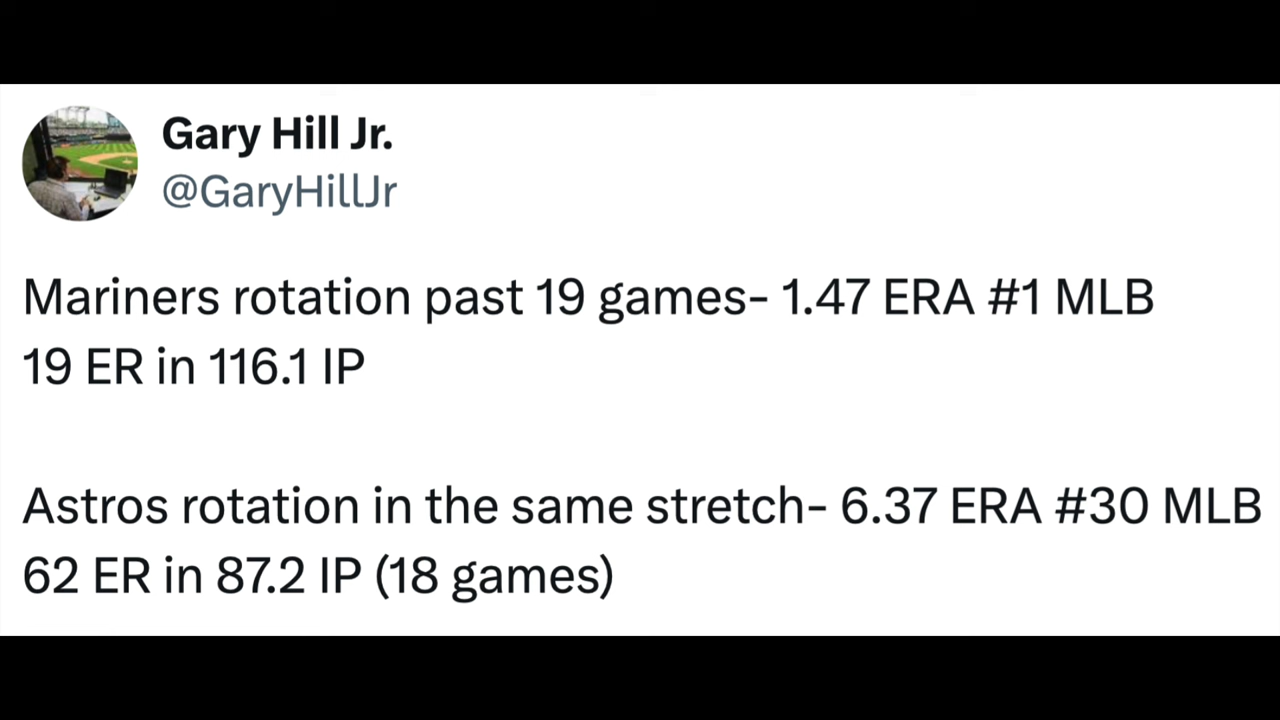 Gary Hill Jr.
@GaryHillJr
Mariners rotation past 19 games- 1.47 ERA #1 MLB
19 ER in 116.1 IP
Astros rotation in the same stretch- 6.37 ERA #30 MLB
62 ER in 87.2 IP (18 games)